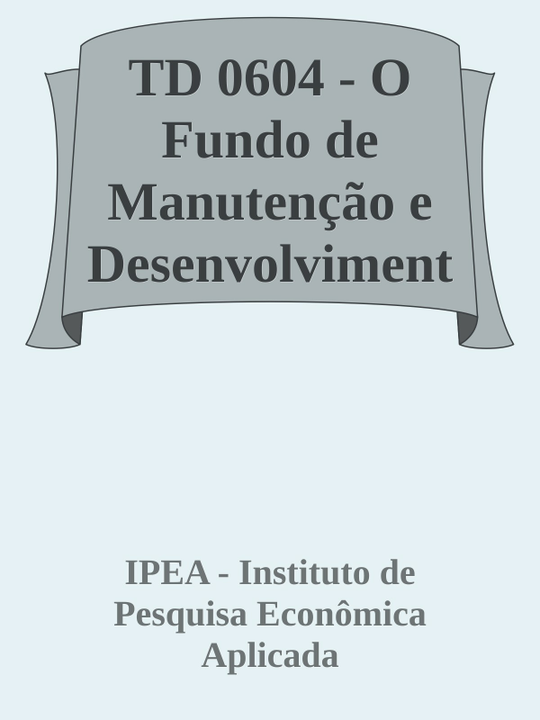 TD 0604 - O
Fundo de
Manutenção e
Desenvolviment
IPEA - Instituto de
Pesquisa Econômica
Aplicada